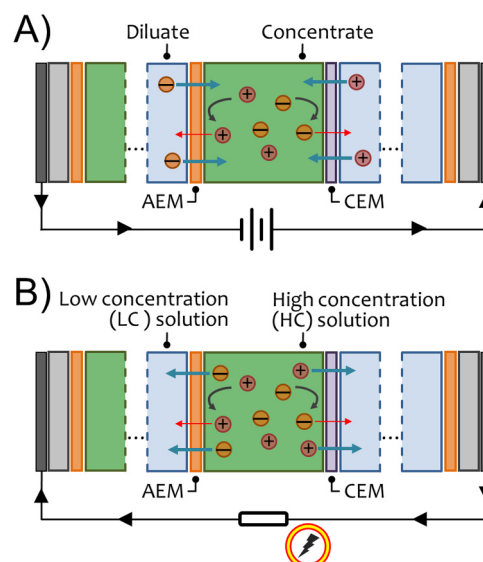 A)
Diluate Concentrate
AEM CEM
B)
Low concentration High concentration
(LC ) solution (HC) solution
AEM CEM